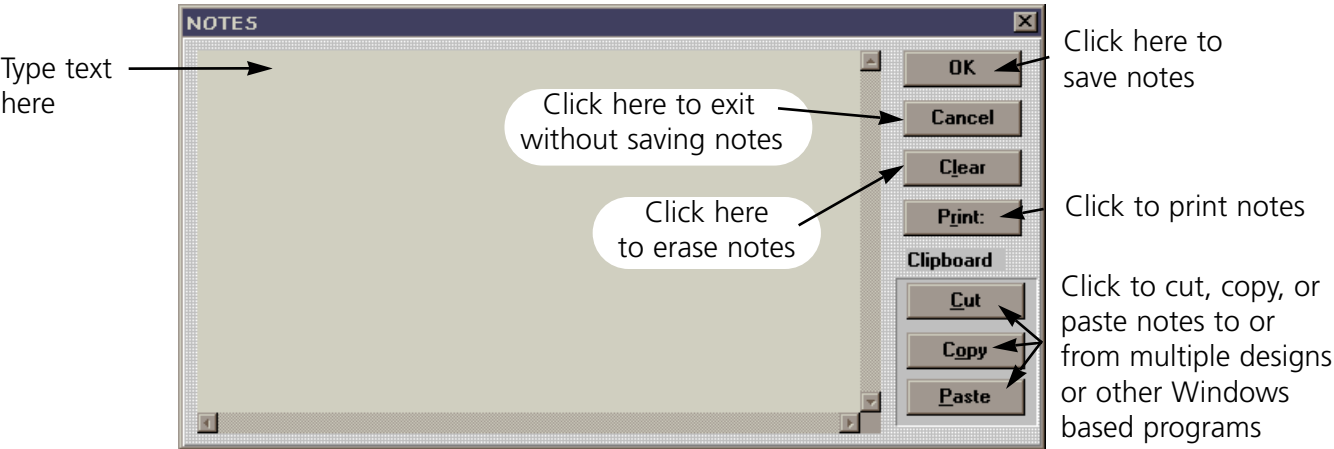 NOTES
Type text
here
Click here to exit
without saving notes
Click here
to erase notes
OK
Cancel
Clear
Print:
Clipboard
Cut
Copy
Paste
Click here to
save notes
Click to print notes
Click to cut, copy, or
paste notes to or
from multiple designs
or other Windows
based programs